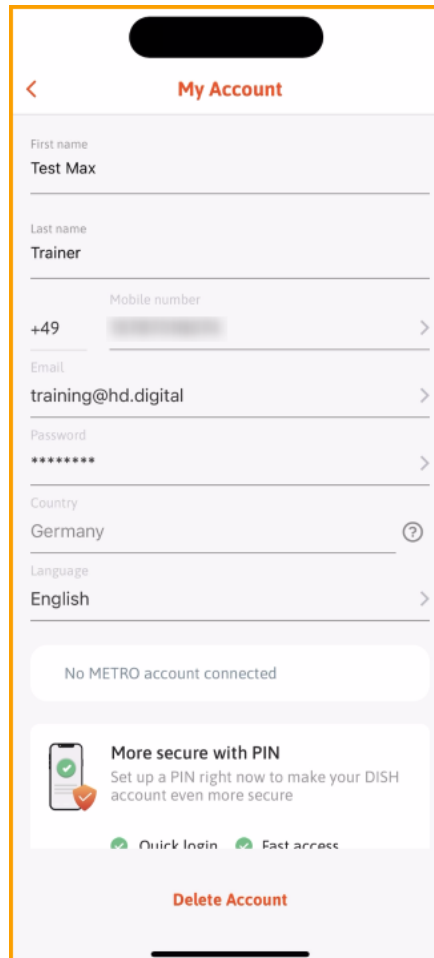 My Account
First name
Test Max
Last name
Trainer
Mobile number
+49
Email
training@hd.digital
Password
********
Country
Germany
?
Language
English
No METRO account connected
More secure with PIN
Set up a PIN right now to make your DISH
account even more secure
Quick login Fast access
Delete Account